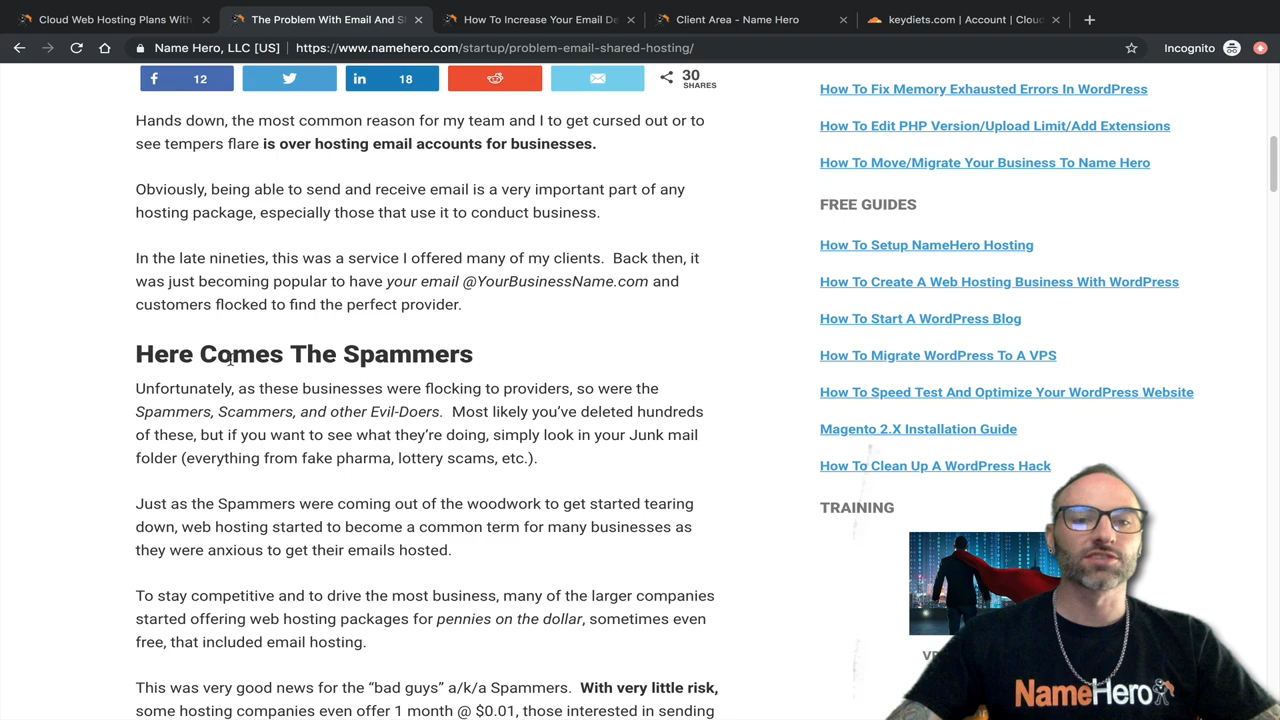 Cloud Web Hosting Plans With
The Problem With Email And S
How To Increase Your Email De
Client Area - Name Hero
keydiets.com | Account | Clou
Name Hero, LLC [US] | https://www.namehero.com/startup/problem-email-shared-hosting/
Incognito
12
18
30
SHARES
Hands down, the most common reason for my team and I to get cursed out or to
see tempers flare is over hosting email accounts for businesses.
Obviously, being able to send and receive email is a very important part of any
hosting package, especially those that use it to conduct business.
In the late nineties, this was a service I offered many of my clients.  Back then, it
was just becoming popular to have your email @YourBusinessName.com and
customers flocked to find the perfect provider.
Here Comes The Spammers
Unfortunately, as these businesses were flocking to providers, so were the
Spammers, Scammers, and other Evil-Doers.  Most likely you’ve deleted hundreds
of these, but if you want to see what they’re doing, simply look in your Junk mail
folder (everything from fake pharma, lottery scams, etc.).
Just as the Spammers were coming out of the woodwork to get started tearing
down, web hosting started to become a common term for many businesses as
they were anxious to get their emails hosted.
To stay competitive and to drive the most business, many of the larger companies
started offering web hosting packages for pennies on the dollar, sometimes even
free, that included email hosting.
This was very good news for the “bad guys” a/k/a Spammers.  With very little risk,
some hosting companies even offer 1 month @ $0.01, those interested in sending
How To Fix Memory Exhausted Errors In WordPress
How To Edit PHP Version/Upload Limit/Add Extensions
How To Move/Migrate Your Business To Name Hero
FREE GUIDES
How To Setup NameHero Hosting
How To Create A Web Hosting Business With WordPress
How To Start A WordPress Blog
How To Migrate WordPress To A VPS
How To Speed Test And Optimize Your WordPress Website
Magento 2.X Installation Guide
How To Clean Up A WordPress Hack
TRAINING
NameHero